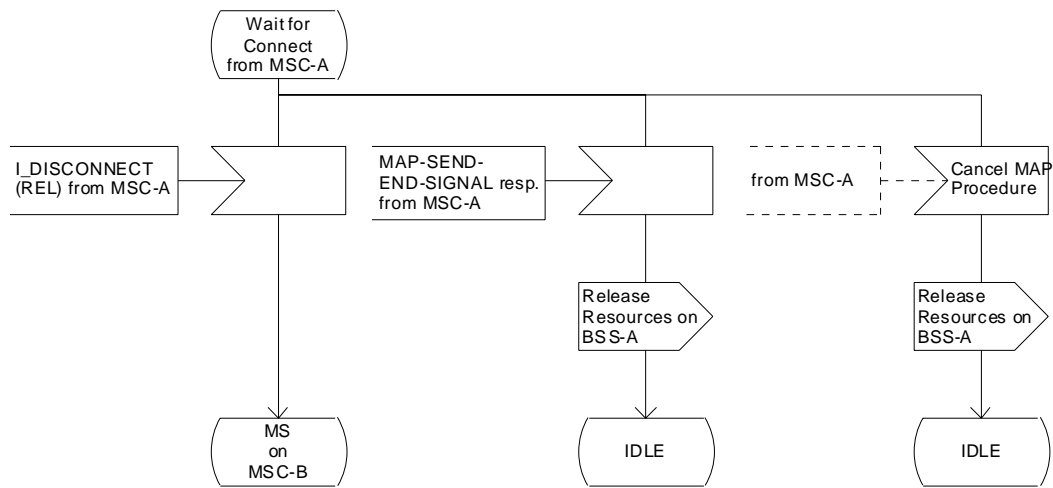 Wait for
Connect
from MSC-A
I_DISCONNECT
(REL) from MSC-A
MAP-SEND-
END-SIGNAL resp.
from MSC-A
from MSC-A
Cancel MAP
Procedure
Release
Resources on
BSS-A
Release
Resources on
BSS-A
MS
on
MSC-B
IDLE
IDLE